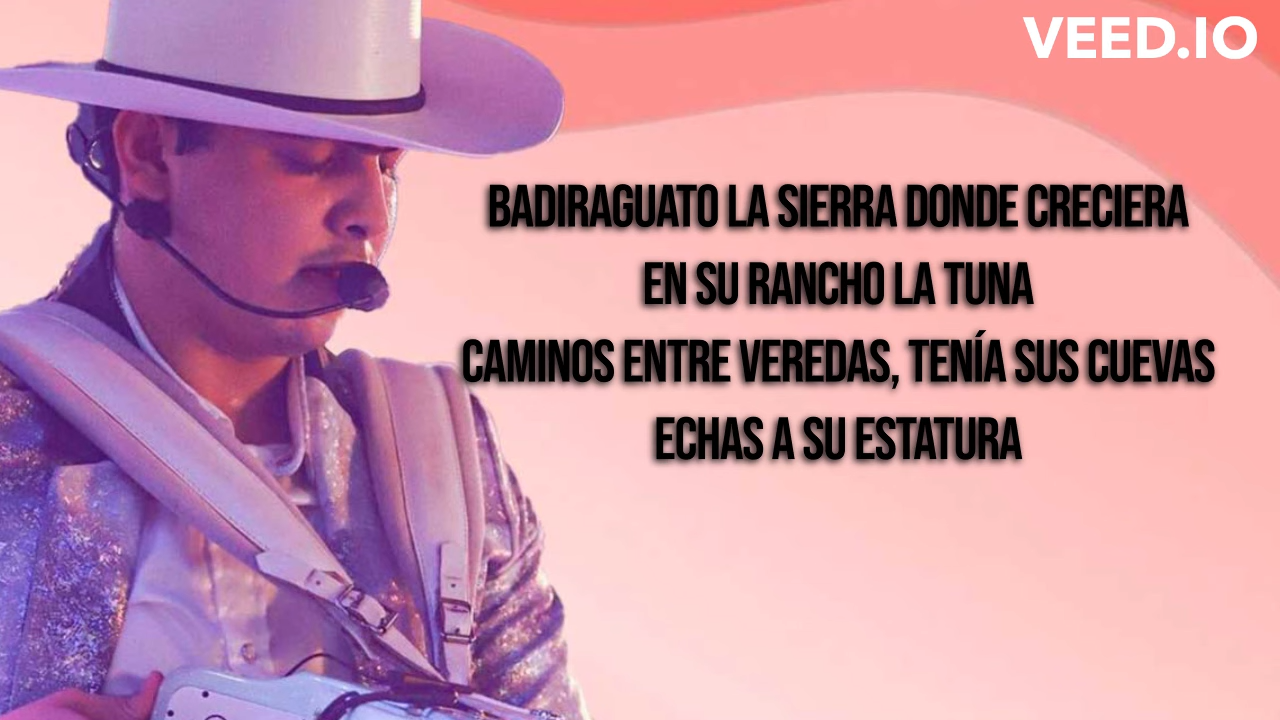 VEED.IO
BADIRAGUATO LA SIERRA DONDE CRECIERA
EN SU RANCHO LA TUNA
CAMINOS ENTRE VEREDAS, TENÍA SUS CUEVAS
ECHAS A SU ESTATURA